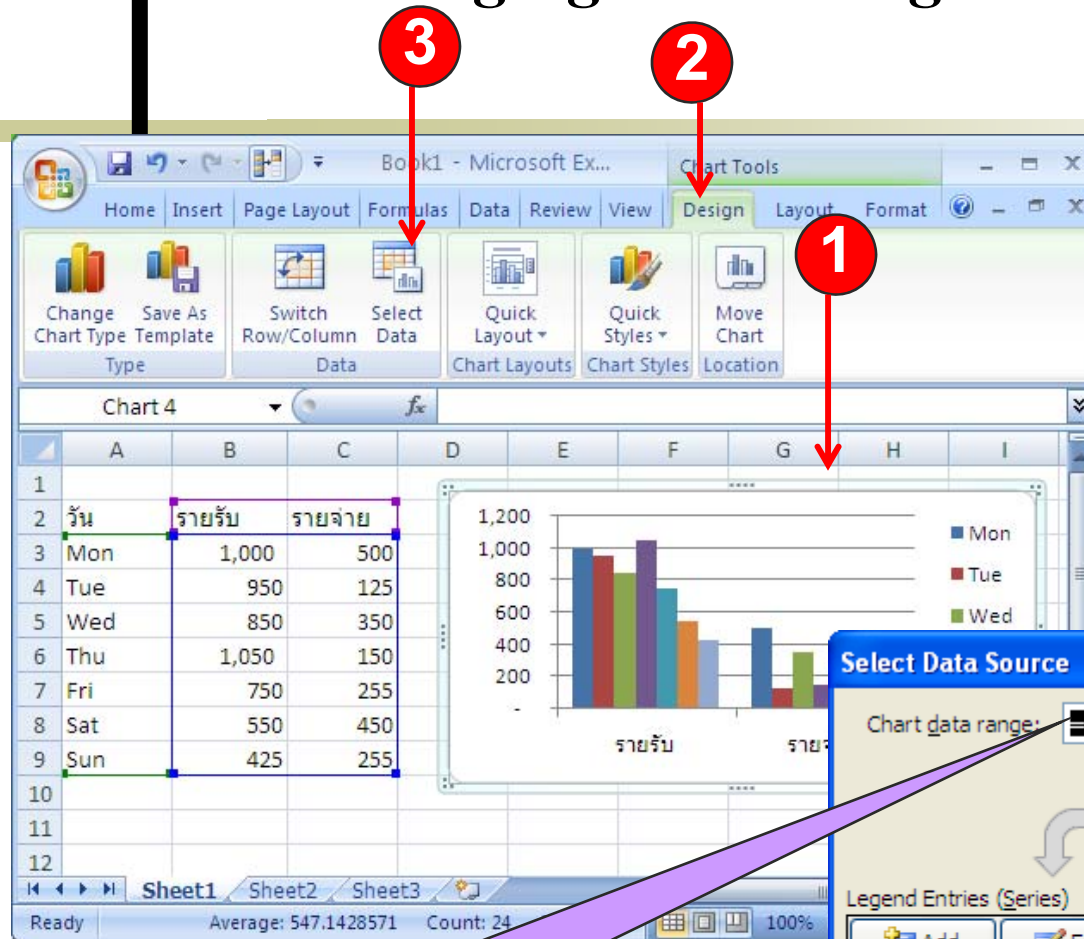 3
2
Book1 - Microsoft Ex...
Chart Tools
Home Insert Page Layout Formulas Data Review View Design Layout Format
1
Change Chart Type
Save As Template
Switch Row/Column
Select Data
Quick Layout
Quick Styles
Move Chart
Type
Data
Chart Layouts
Chart Styles
Location
Chart 4
fx
A B C D E F G H I
1
2 วัน รายรับ รายจ่าย
3 Mon 1,000 500
4 Tue 950 125
5 Wed 850 350
6 Thu 1,050 150
7 Fri 750 255
8 Sat 550 450
9 Sun 425 255
10
11
12
1,200
1,000
800
600
400
200
-
รายรับ
Mon
Tue
Wed
Select Data Source
Chart data range:
Legend Entries (Series)
Add
Sheet1 Sheet2 Sheet3
Ready Average: 547.1428571 Count: 24 100%